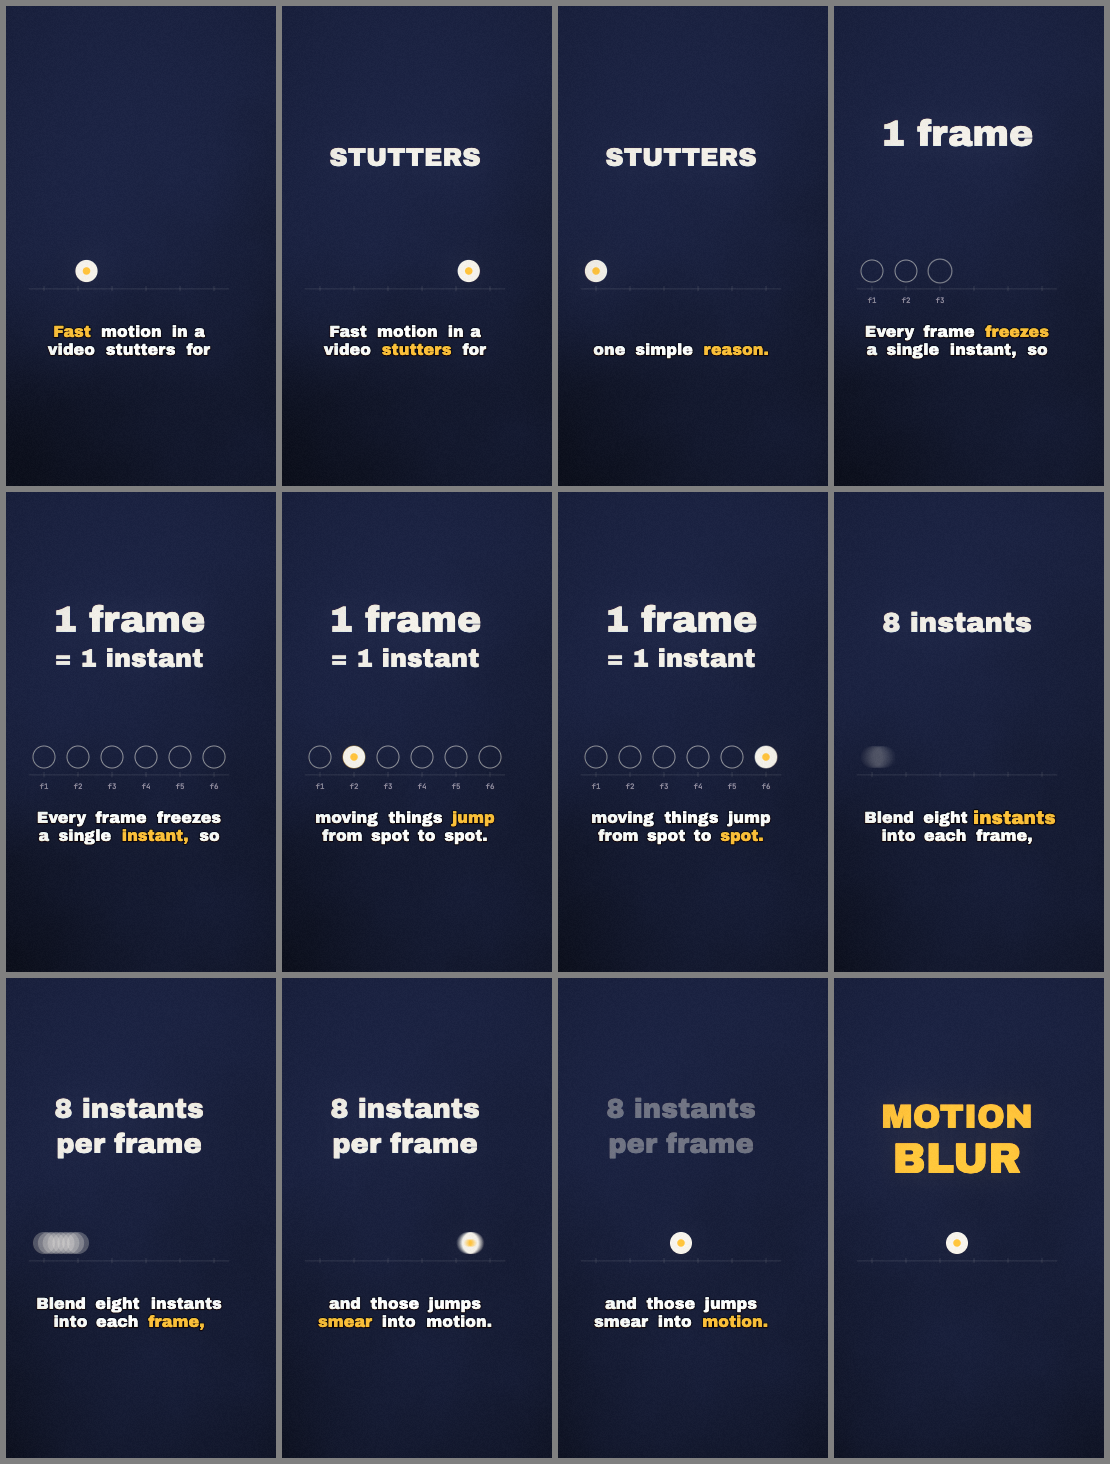 Fast motion in a
video stutters for
STUTTERS
Fast motion in a
video stutters for
STUTTERS
one simple reason.
1 frame
f1 f2 f3
Every frame freezes
a single instant, so
1 frame
= 1 instant
f1 f2 f3 f4 f5 f6
Every frame freezes
a single instant, so
1 frame
= 1 instant
f1 f2 f3 f4 f5 f6
moving things jump
from spot to spot.
1 frame
= 1 instant
f1 f2 f3 f4 f5 f6
moving things jump
from spot to spot.
8 instants
Blend eight instants
into each frame,
8 instants
per frame
Blend eight instants
into each frame,
8 instants
per frame
and those jumps
smear into motion.
8 instants
per frame
and those jumps
smear into motion.
MOTION
BLUR